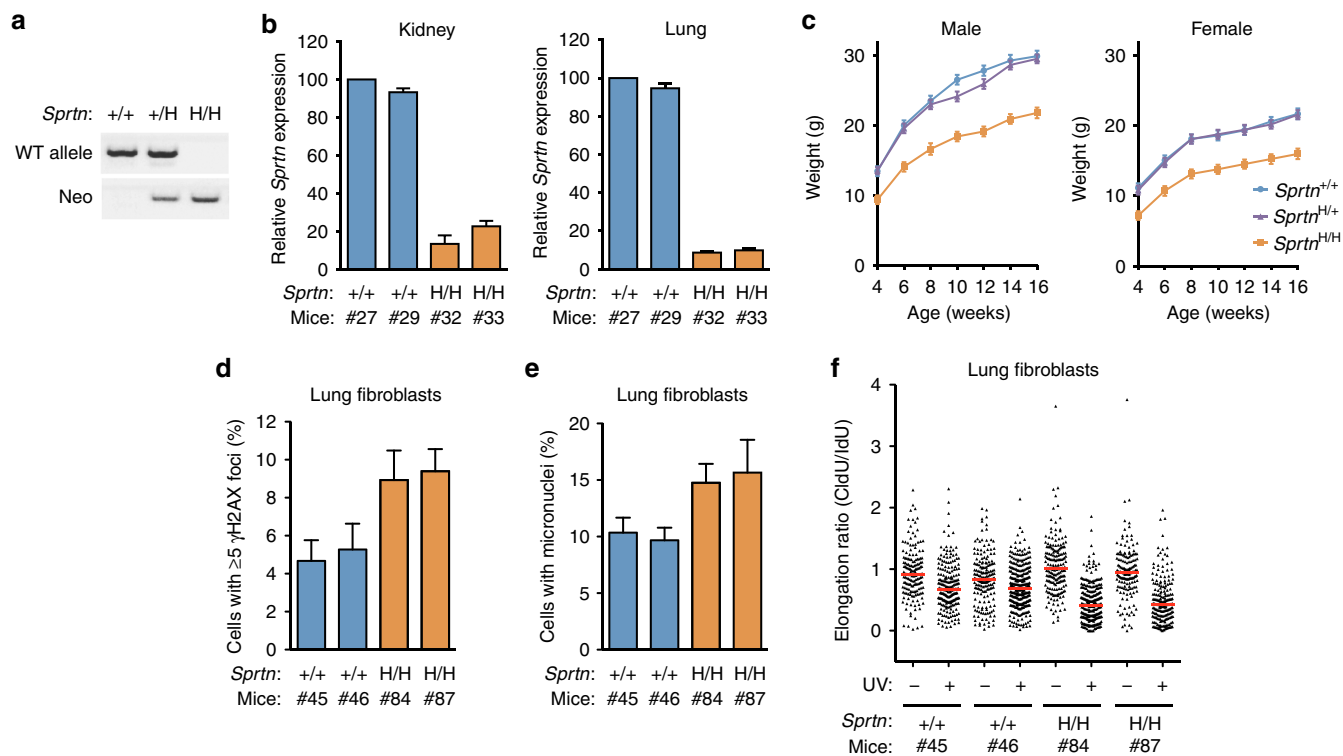 a
Sprtn: +/+ +/H H/H
WT allele
Neo
b
Kidney
Relative Sprtn expression
120
100
80
60
40
20
0
Sprtn: +/+ +/+ H/H H/H
Mice: #27 #29 #32 #33
Lung
Relative Sprtn expression
120
100
80
60
40
20
0
Sprtn: +/+ +/+ H/H H/H
Mice: #27 #29 #32 #33
c
Male
Weight (g)
30
20
10
0
4 6 8 10 12 14 16
Age (weeks)
Female
Weight (g)
30
20
10
0
4 6 8 10 12 14 16
Age (weeks)
Sprtn+/+
SprtnH/+
SprtnH/H
d
Lung fibroblasts
Cells with ≥5 γH2AX foci (%)
12
10
8
6
4
2
0
Sprtn: +/+ +/+ H/H H/H
Mice: #45 #46 #84 #87
e
Lung fibroblasts
Cells with micronuclei (%)
20
15
10
5
0
Sprtn: +/+ +/+ H/H H/H
Mice: #45 #46 #84 #87
f
Lung fibroblasts
Elongation ratio (CldU/IdU)
4
3
2
1
0
UV: – + – + – + – +
Sprtn: +/+ +/+ H/H H/H
Mice: #45 #46 #84 #87